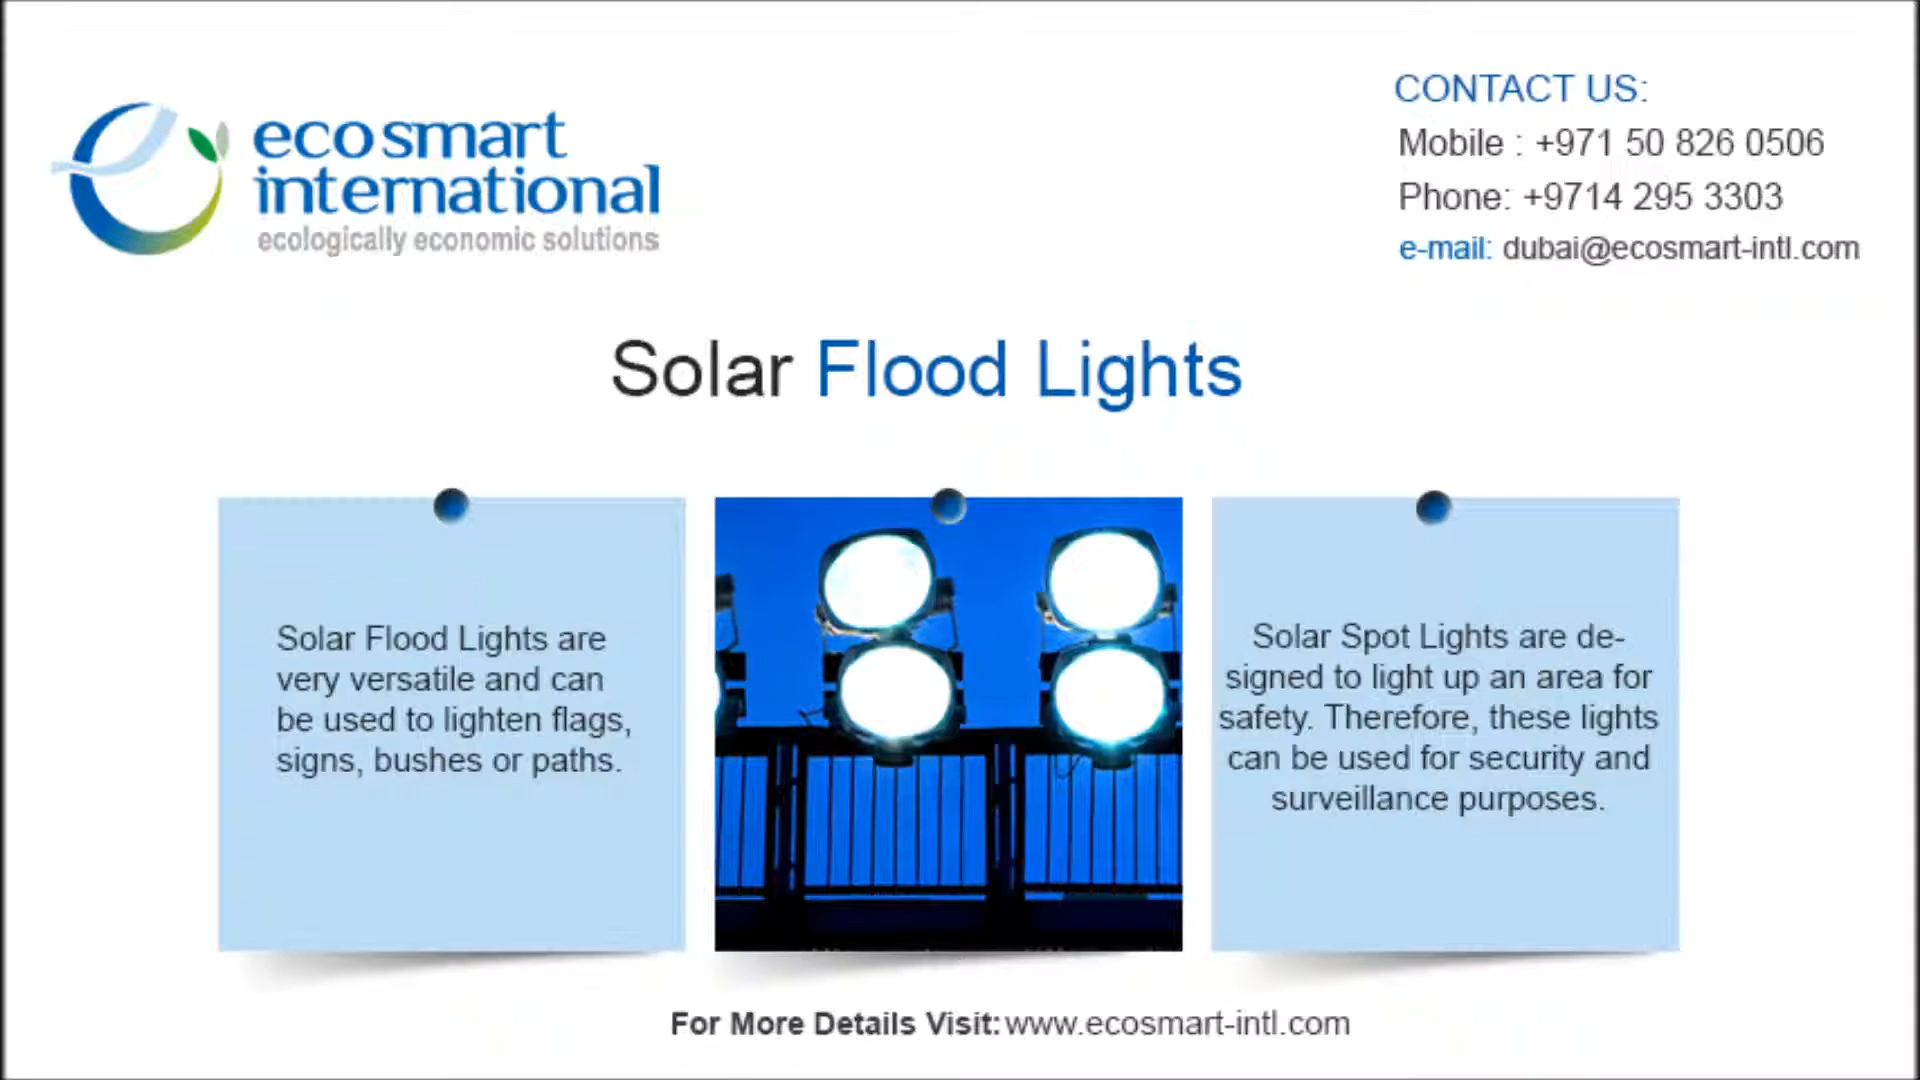 eco smart
international
ecologically economic solutions
CONTACT US:
Mobile : +971 50 826 0506
Phone: +9714 295 3303
e-mail: dubai@ecosmart-intl.com
Solar Flood Lights
Solar Flood Lights are
very versatile and can
be used to lighten flags,
signs, bushes or paths.
Solar Spot Lights are de-
signed to light up an area for
safety. Therefore, these lights
can be used for security and
surveillance purposes.
For More Details Visit: www.ecosmart-intl.com